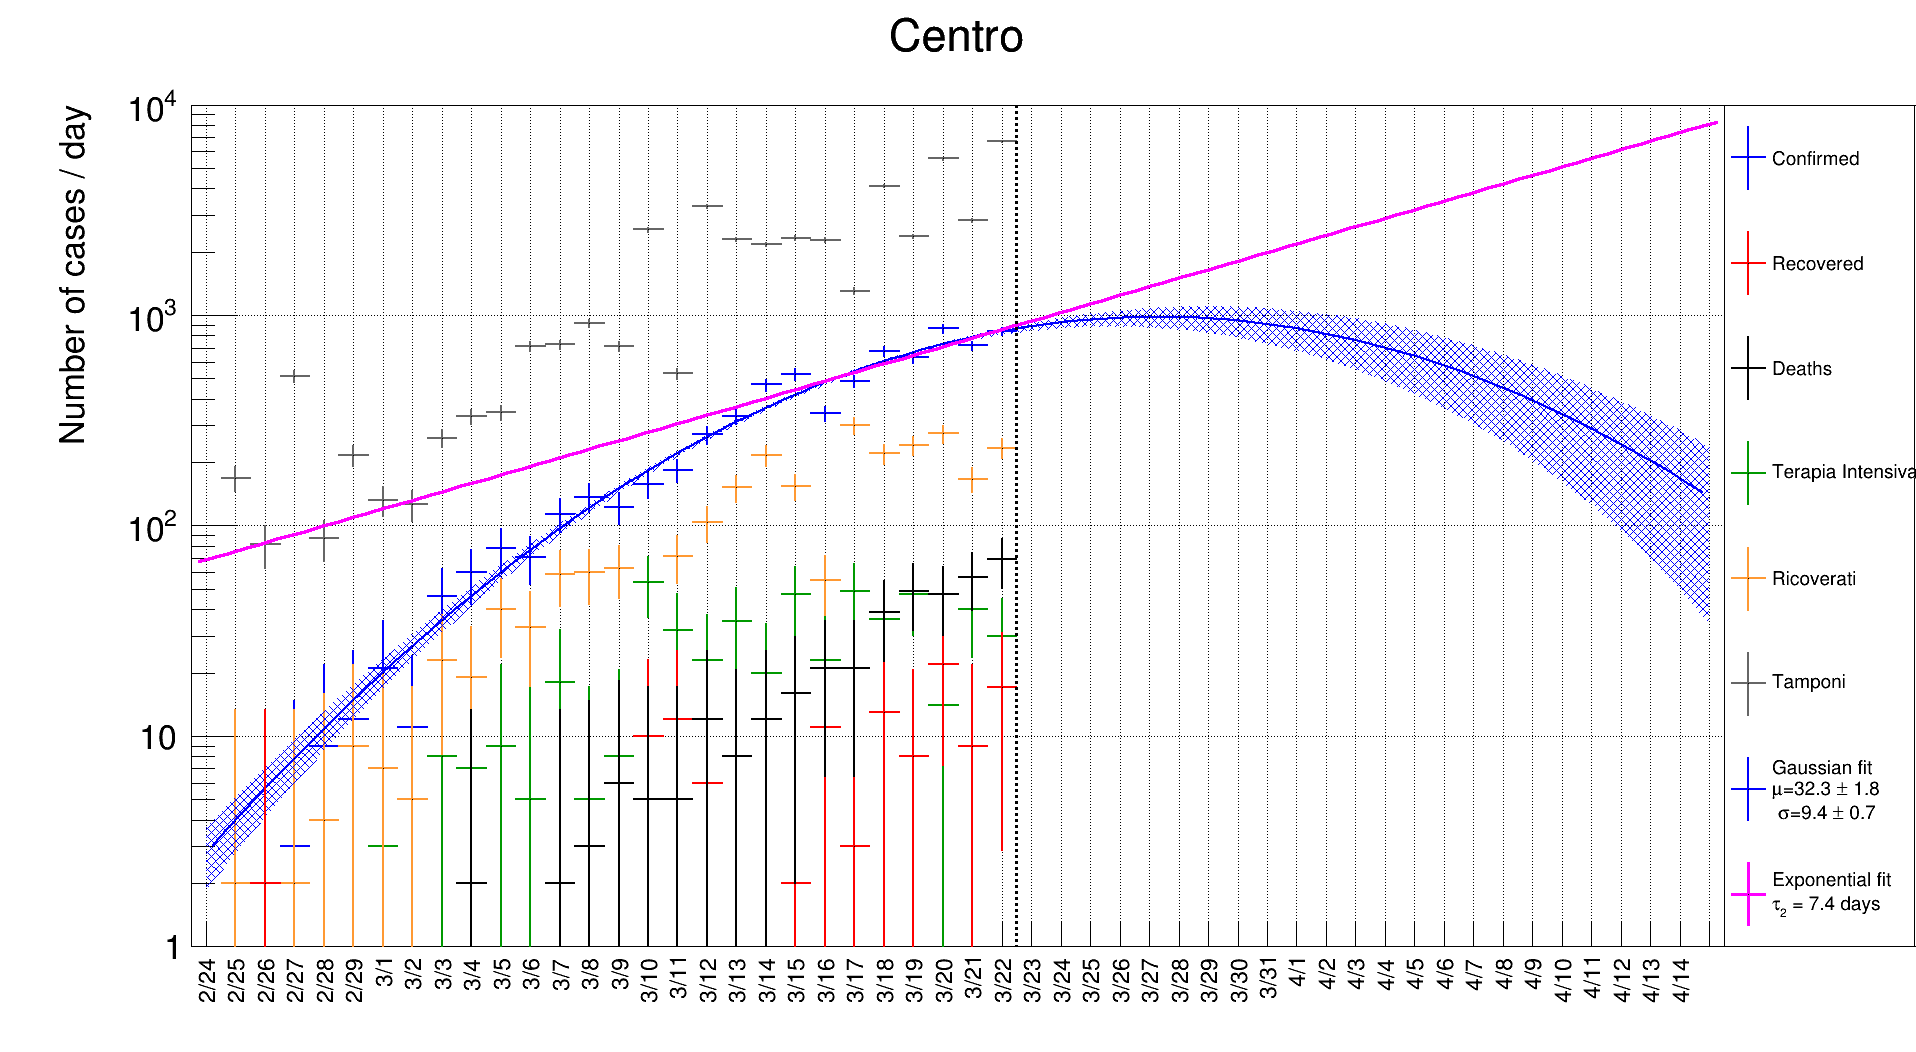 Centro
Number of cases / day
10^4
10^3
10^2
10
1
2/24 2/25 2/26 2/27 2/28 2/29 3/1 3/2 3/3 3/4 3/5 3/6 3/7 3/8 3/9 3/10 3/11 3/12 3/13 3/14 3/15 3/16 3/17 3/18 3/19 3/20 3/21 3/22 3/23 3/24 3/25 3/26 3/27 3/28 3/29 3/30 3/31 4/1 4/2 4/3 4/4 4/5 4/6 4/7 4/8 4/9 4/10 4/11 4/12 4/13 4/14
Confirmed
Recovered
Deaths
Terapia Intensiva
Ricoverati
Tamponi
Gaussian fit
μ=32.3 ± 1.8
σ=9.4 ± 0.7
Exponential fit
τ_2 = 7.4 days